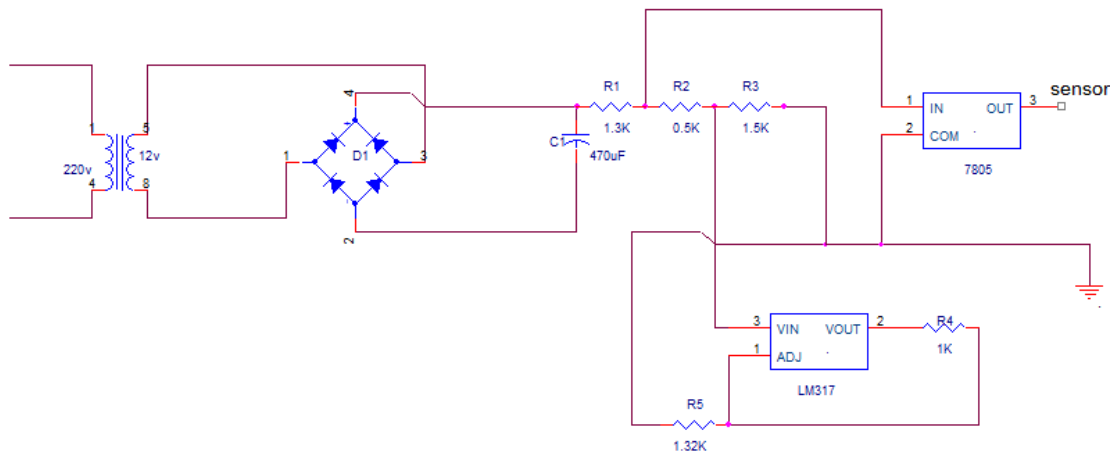 1
4
220v
5
8
12v
1
4
D1
3
2
+
-
C1
470uF
R1
1.3K
R2
0.5K
R3
1.5K
1
2
IN
COM
OUT
3
7805
sensor
3
1
VIN
ADJ
VOUT
2
LM317
R4
1K
R5
1.32K